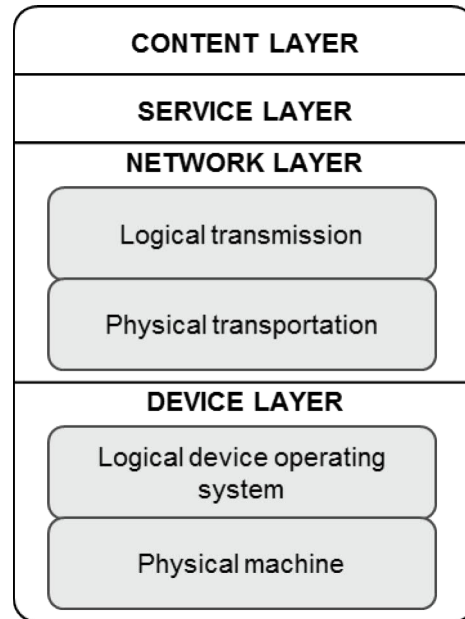 CONTENT LAYER
SERVICE LAYER
NETWORK LAYER
Logical transmission
Physical transportation
DEVICE LAYER
Logical device operating
system
Physical machine